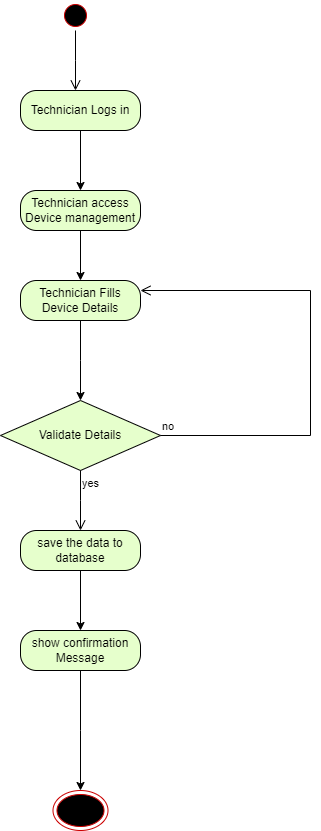 Technician Logs in
Technician access
Device management
Technician Fills
Device Details
Validate Details
no
yes
save the data to
database
show confirmation
Message